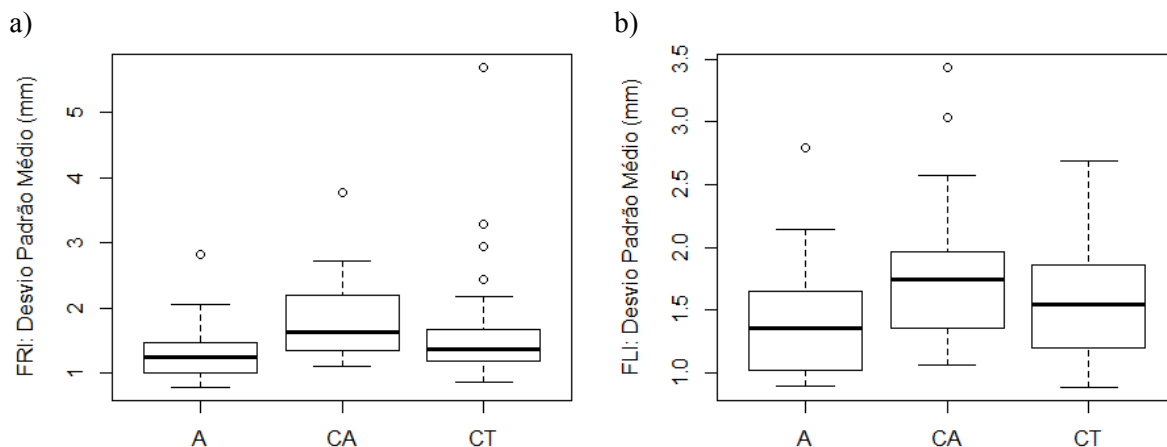 a)
FRI: Desvio Padrão Médio (mm)
5
4
3
2
1
A CA CT
b)
FLI: Desvio Padrão Médio (mm)
3.5
3.0
2.5
2.0
1.5
1.0
A CA CT